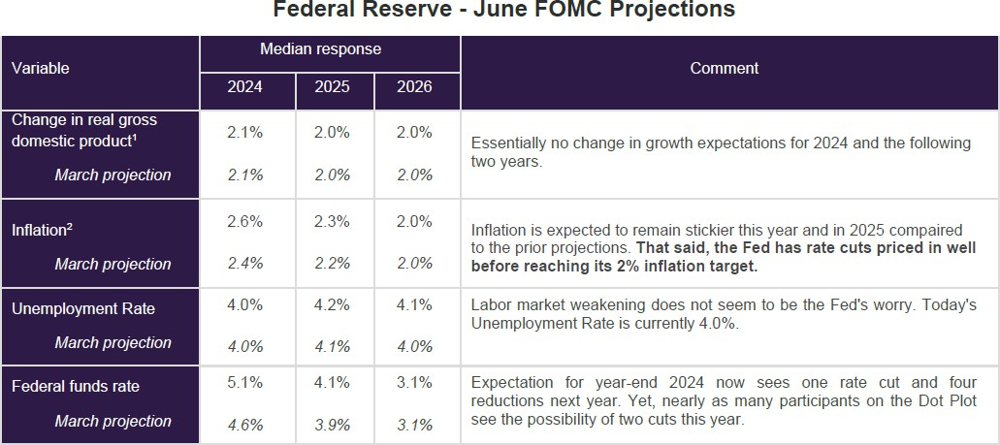 Federal Reserve - June FOMC Projections
Variable
Median response
Comment
2024 2025 2026
Change in real gross
domestic product¹
2.1% 2.0% 2.0%
March projection
2.1% 2.0% 2.0%
Essentially no change in growth expectations for 2024 and the following
two years.
Inflation²
2.6% 2.3% 2.0%
March projection
2.4% 2.2% 2.0%
Inflation is expected to remain stickier this year and in 2025 compaired
to the prior projections. That said, the Fed has rate cuts priced in well
before reaching its 2% inflation target.
Unemployment Rate
4.0% 4.2% 4.1%
March projection
4.0% 4.1% 4.0%
Labor market weakening does not seem to be the Fed's worry. Today's
Unemployment Rate is currently 4.0%.
Federal funds rate
5.1% 4.1% 3.1%
March projection
4.6% 3.9% 3.1%
Expectation for year-end 2024 now sees one rate cut and four
reductions next year. Yet, nearly as many participants on the Dot Plot
see the possibility of two cuts this year.